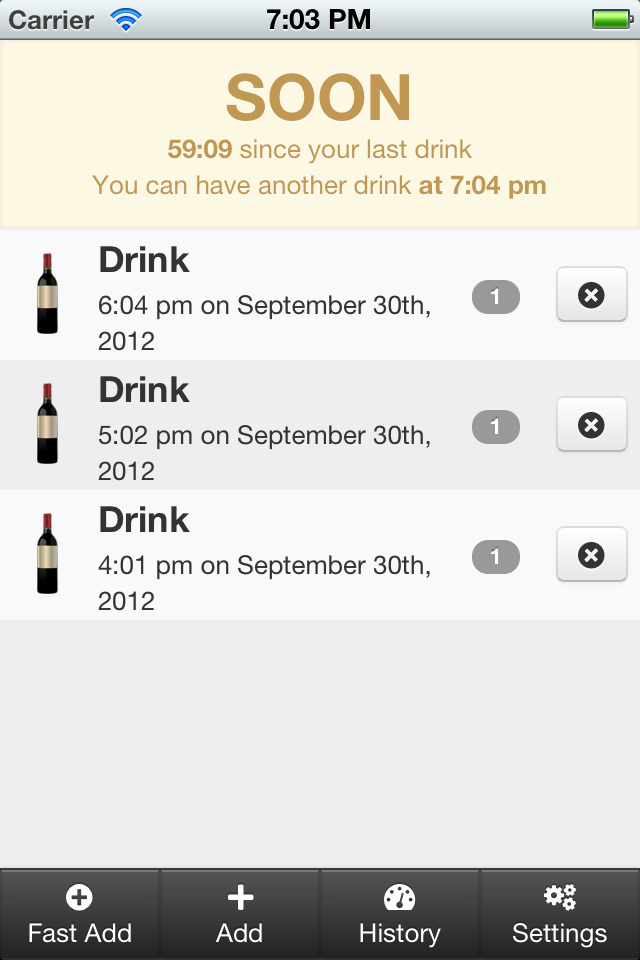 Carrier 7:03 PM
SOON
59:09 since your last drink
You can have another drink at 7:04 pm
Drink
6:04 pm on September 30th,
2012
1
Drink
5:02 pm on September 30th,
2012
1
Drink
4:01 pm on September 30th,
2012
1
Fast Add Add History Settings